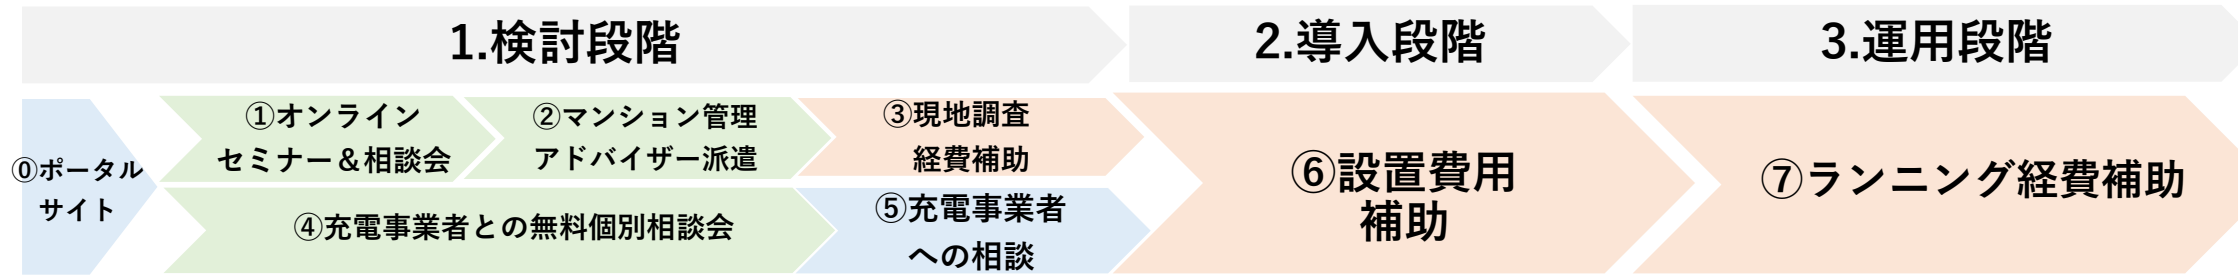 1.検討段階
2.導入段階
3.運用段階
⓪ポータル
サイト
①オンライン
セミナー＆相談会
②マンション管理
アドバイザー派遣
③現地調査
経費補助
④充電事業者との無料個別相談会
⑤充電事業者
への相談
⑥設置費用
補助
⑦ランニング経費補助